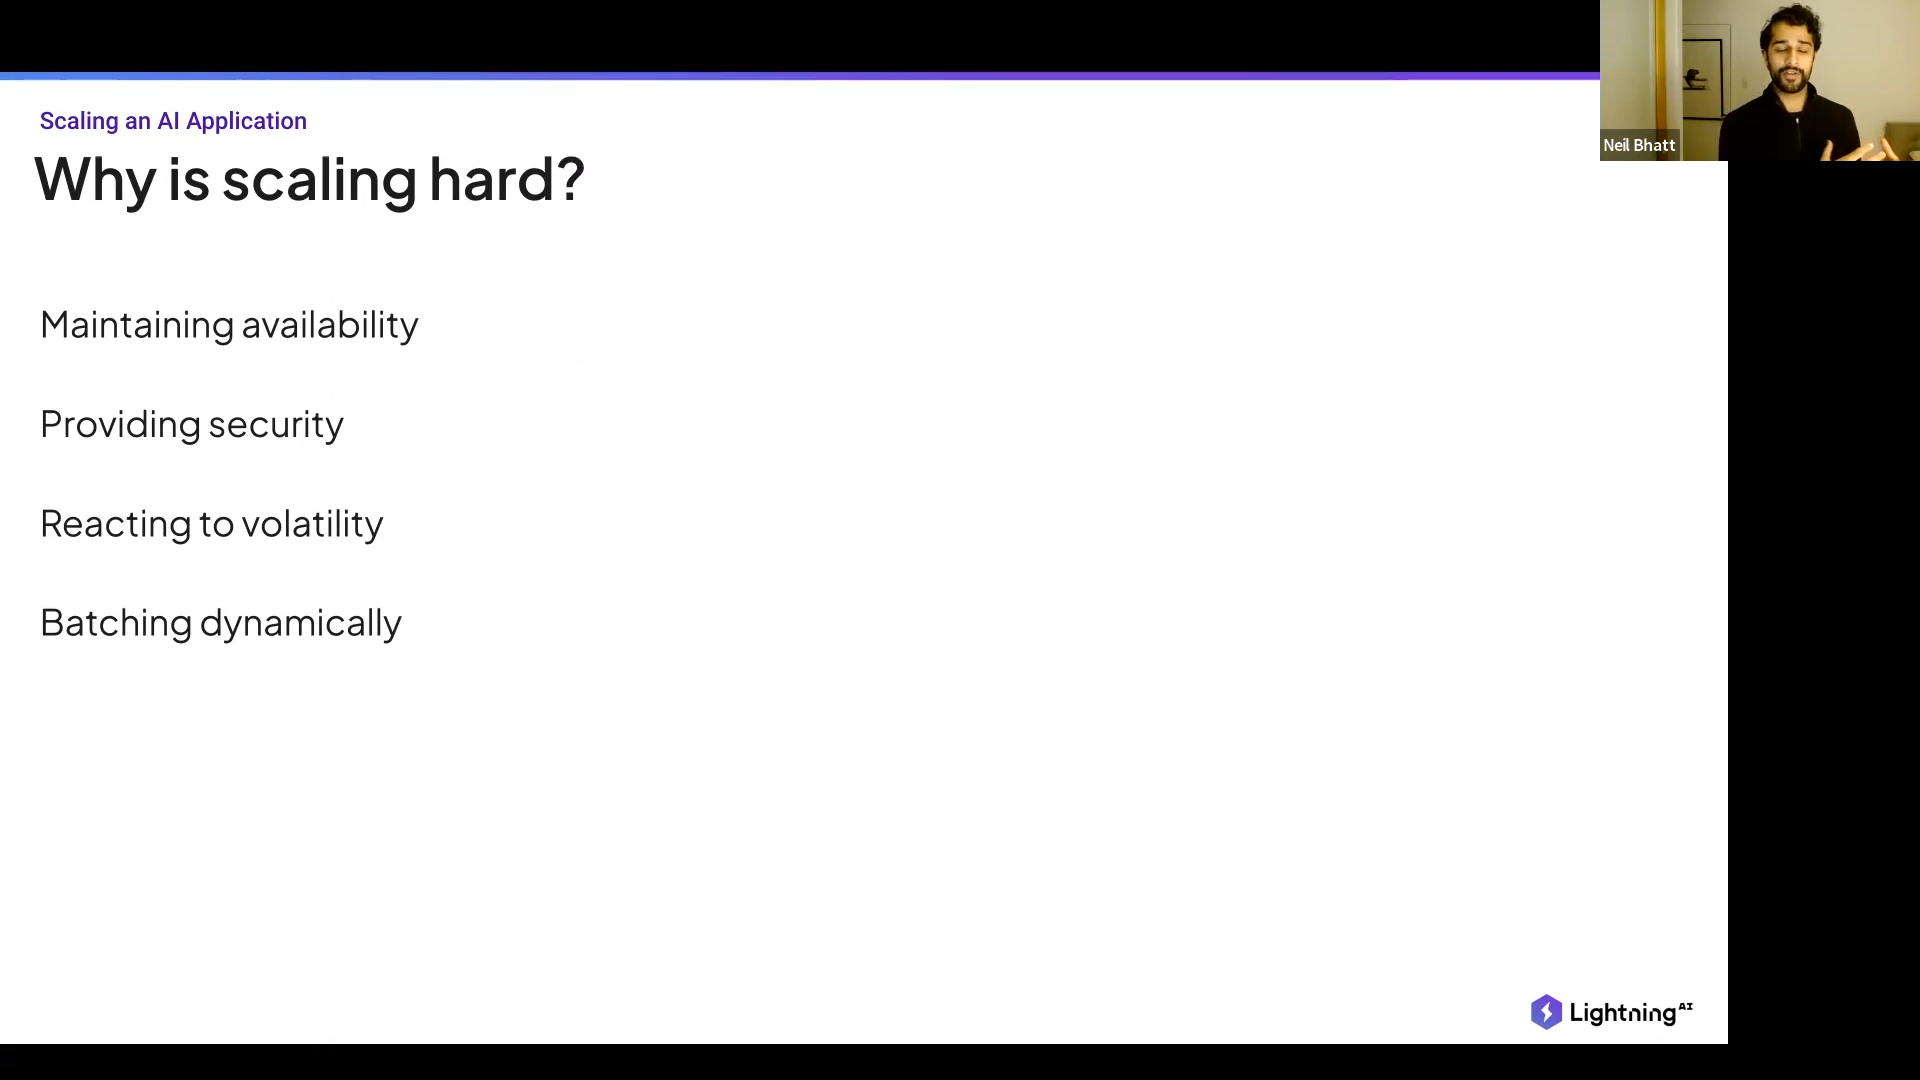 Scaling an AI Application
Why is scaling hard?
Maintaining availability
Providing security
Reacting to volatility
Batching dynamically
Neil Bhatt
Lightning AI